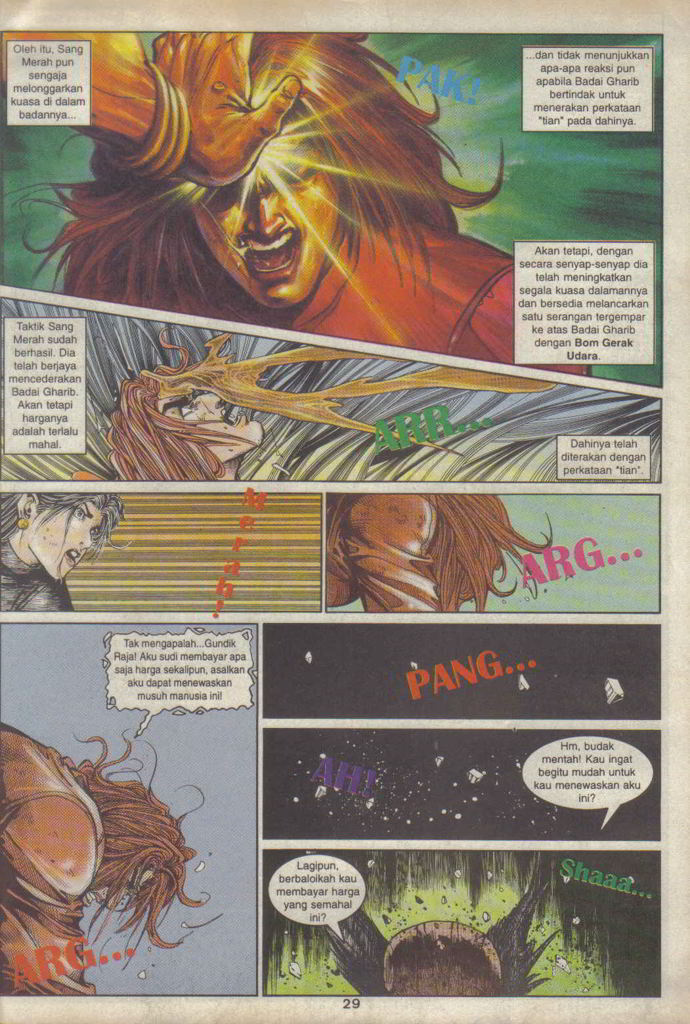 Oleh itu, Sang
Merah pun
sengaja
melonggarkan
kuasa di dalam
badannya...
PAK!
...dan tidak menunjukkan
apa-apa reaksi pun
apabila Badai Gharib
bertindak untuk
menerakan perkataan
"tian" pada dahinya.
Akan tetapi, dengan
secara senyap-senyap dia
telah meningkatkan
segala kuasa dalamannya
dan bersedia melancarkan
satu serangan tergempar
ke atas Badai Gharib
dengan Bom Gerak
Udara.
Taktik Sang
Merah sudah
berhasil. Dia
telah berjaya
mencederakan
Badai Gharib.
Akan tetapi
harganya
adalah terlalu
mahal.
ARR...
Dahinya telah
diterakan dengan
perkataan "tian".
Merah!
ARG...
Tak mengapalah...Gundik
Raja! Aku sudi membayar apa
saja harga sekalipun, asalkan
aku dapat menewaskan
musuh manusia ini!
ARG...
PANG...
AH!
Hm, budak
mentah! Kau ingat
begitu mudah untuk
kau menewaskan aku
ini?
Lagipun,
berbaloikah kau
membayar harga
yang semahal
ini?
Shaaa...
29